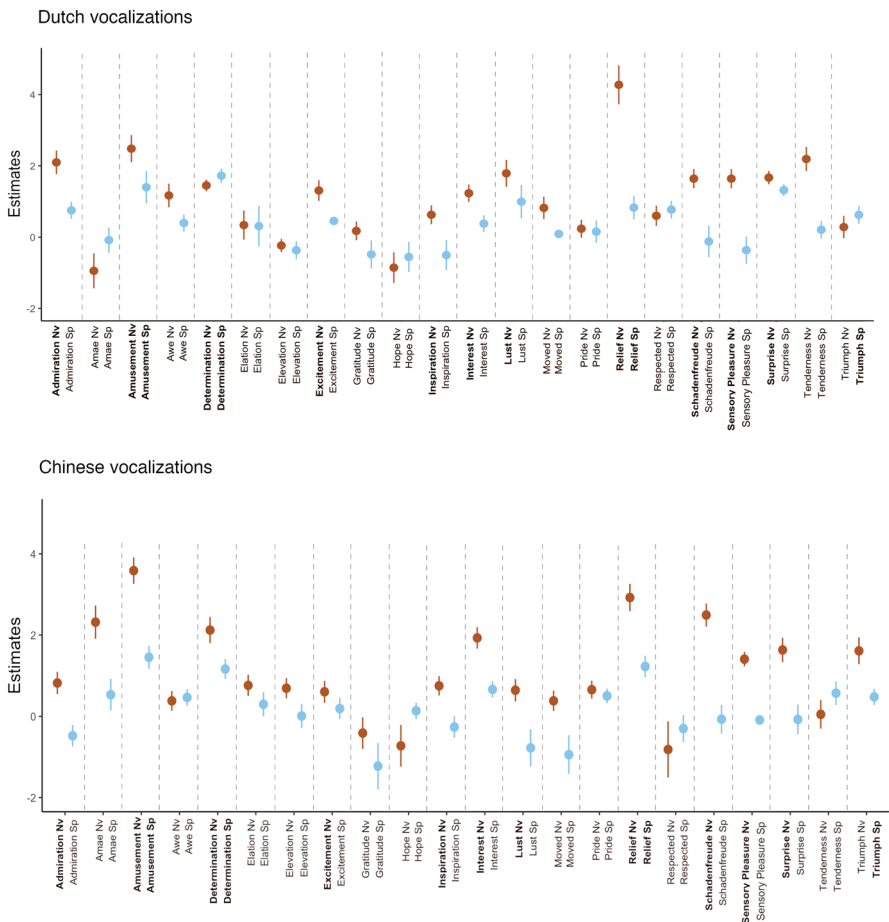 Dutch vocalizations
Estimates
4
2
0
-2
Admiration Nv
Admiration Sp
Amae Nv
Amae Sp
Amusement Nv
Amusement Sp
Awe Nv
Awe Sp
Determination Nv
Determination Sp
Elation Nv
Elation Sp
Elevation Nv
Elevation Sp
Excitement Nv
Excitement Sp
Gratitude Nv
Gratitude Sp
Hope Nv
Hope Sp
Inspiration Nv
Inspiration Sp
Interest Nv
Interest Sp
Lust Nv
Lust Sp
Moved Nv
Moved Sp
Pride Nv
Pride Sp
Relief Nv
Relief Sp
Respected Nv
Respected Sp
Schadenfreude Nv
Schadenfreude Sp
Sensory Pleasure Nv
Sensory Pleasure Sp
Surprise Nv
Surprise Sp
Tenderness Nv
Tenderness Sp
Triumph Nv
Triumph Sp
Chinese vocalizations
Estimates
4
2
0
-2
Admiration Nv
Admiration Sp
Amae Nv
Amae Sp
Amusement Nv
Amusement Sp
Awe Nv
Awe Sp
Determination Nv
Determination Sp
Elation Nv
Elation Sp
Elevation Nv
Elevation Sp
Excitement Nv
Excitement Sp
Gratitude Nv
Gratitude Sp
Hope Nv
Hope Sp
Inspiration Nv
Inspiration Sp
Interest Nv
Interest Sp
Lust Nv
Lust Sp
Moved Nv
Moved Sp
Pride Nv
Pride Sp
Relief Nv
Relief Sp
Respected Nv
Respected Sp
Schadenfreude Nv
Schadenfreude Sp
Sensory Pleasure Nv
Sensory Pleasure Sp
Surprise Nv
Surprise Sp
Tenderness Nv
Tenderness Sp
Triumph Nv
Triumph Sp